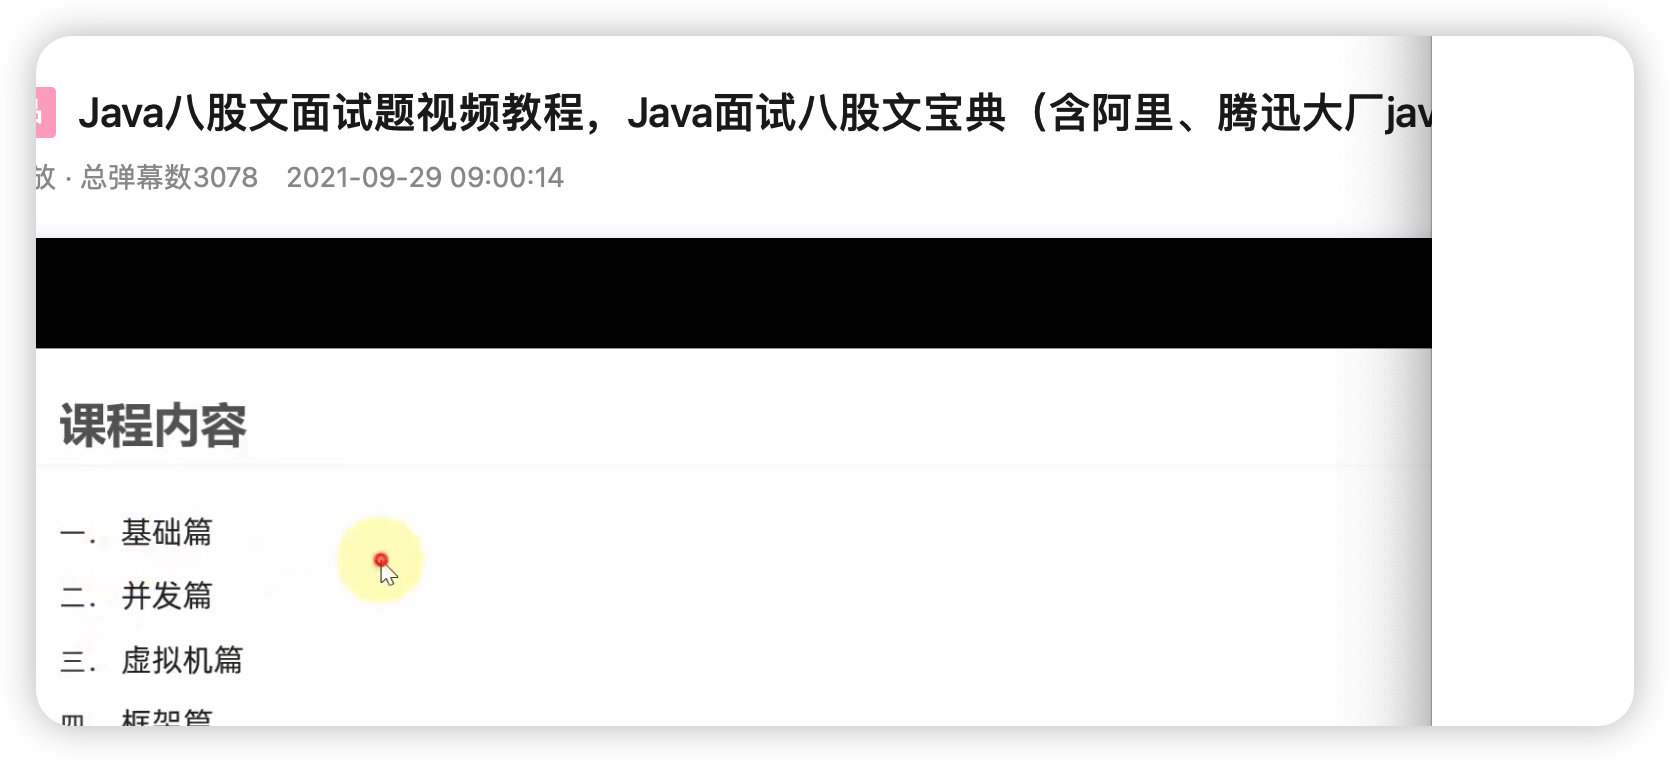 品 Java八股文面试题视频教程，Java面试八股文宝典（含阿里、腾迅大厂jav
放 · 总弹幕数3078 2021-09-29 09:00:14
课程内容
一. 基础篇
二. 并发篇
三. 虚拟机篇
四 框架篇